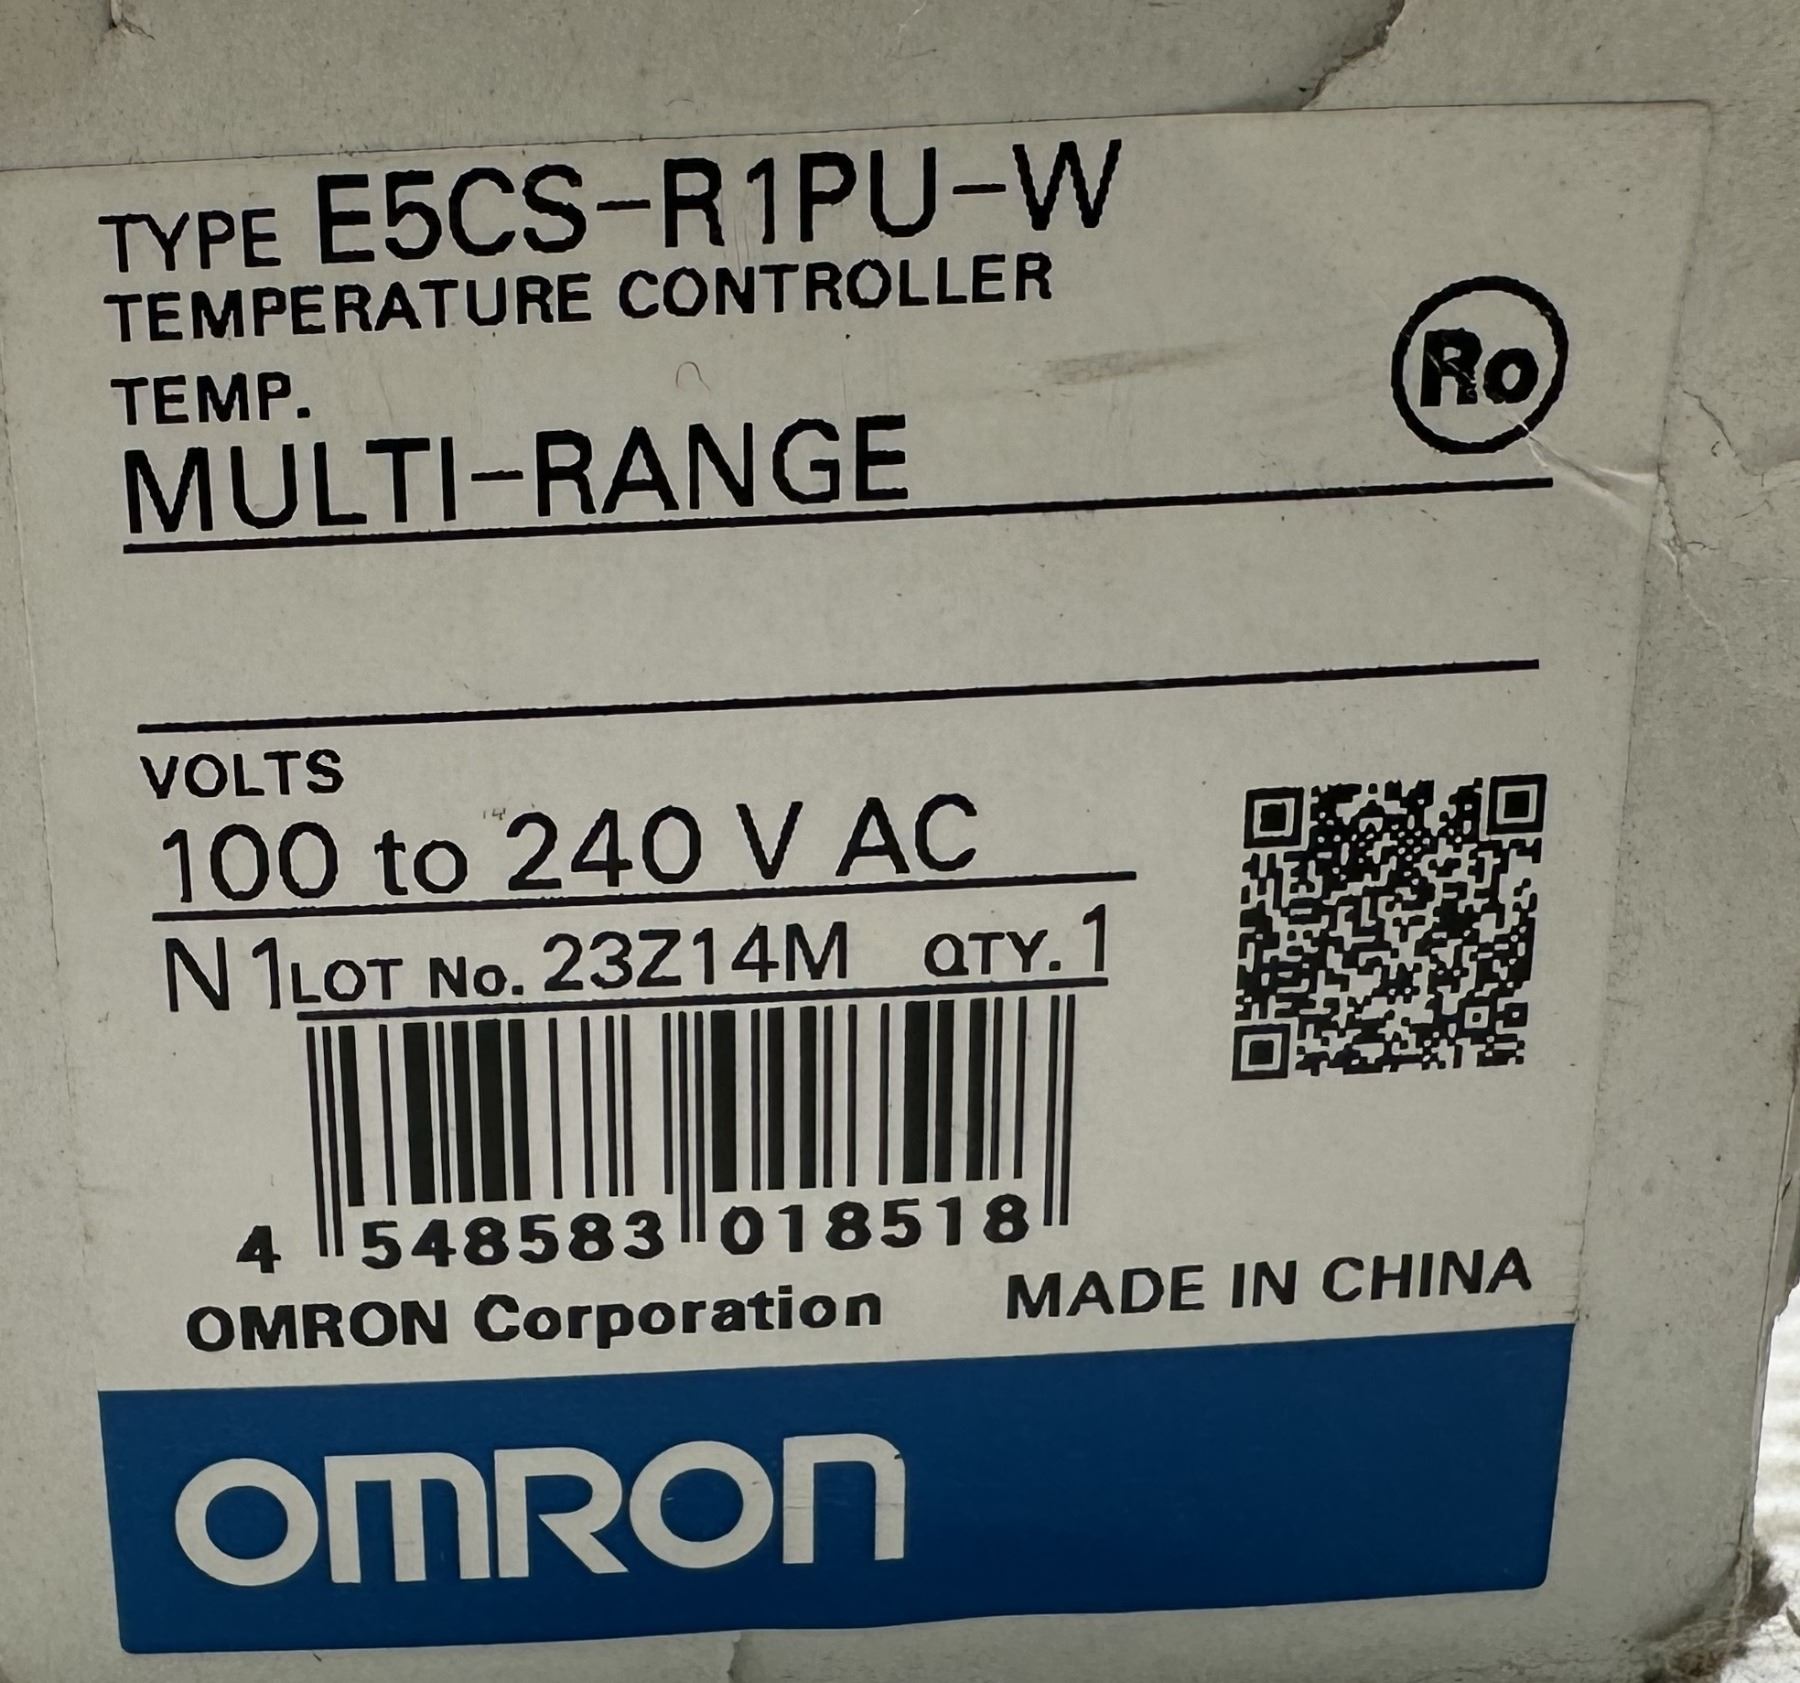 TYPE E5CS-R1PU-W
TEMPERATURE CONTROLLER
Ro
TEMP.
MULTI-RANGE
VOLTS
100 to 240 V AC
N1 LOT No. 23Z14M QTY. 1
4 548583 018518
OMRON Corporation MADE IN CHINA
OMRON